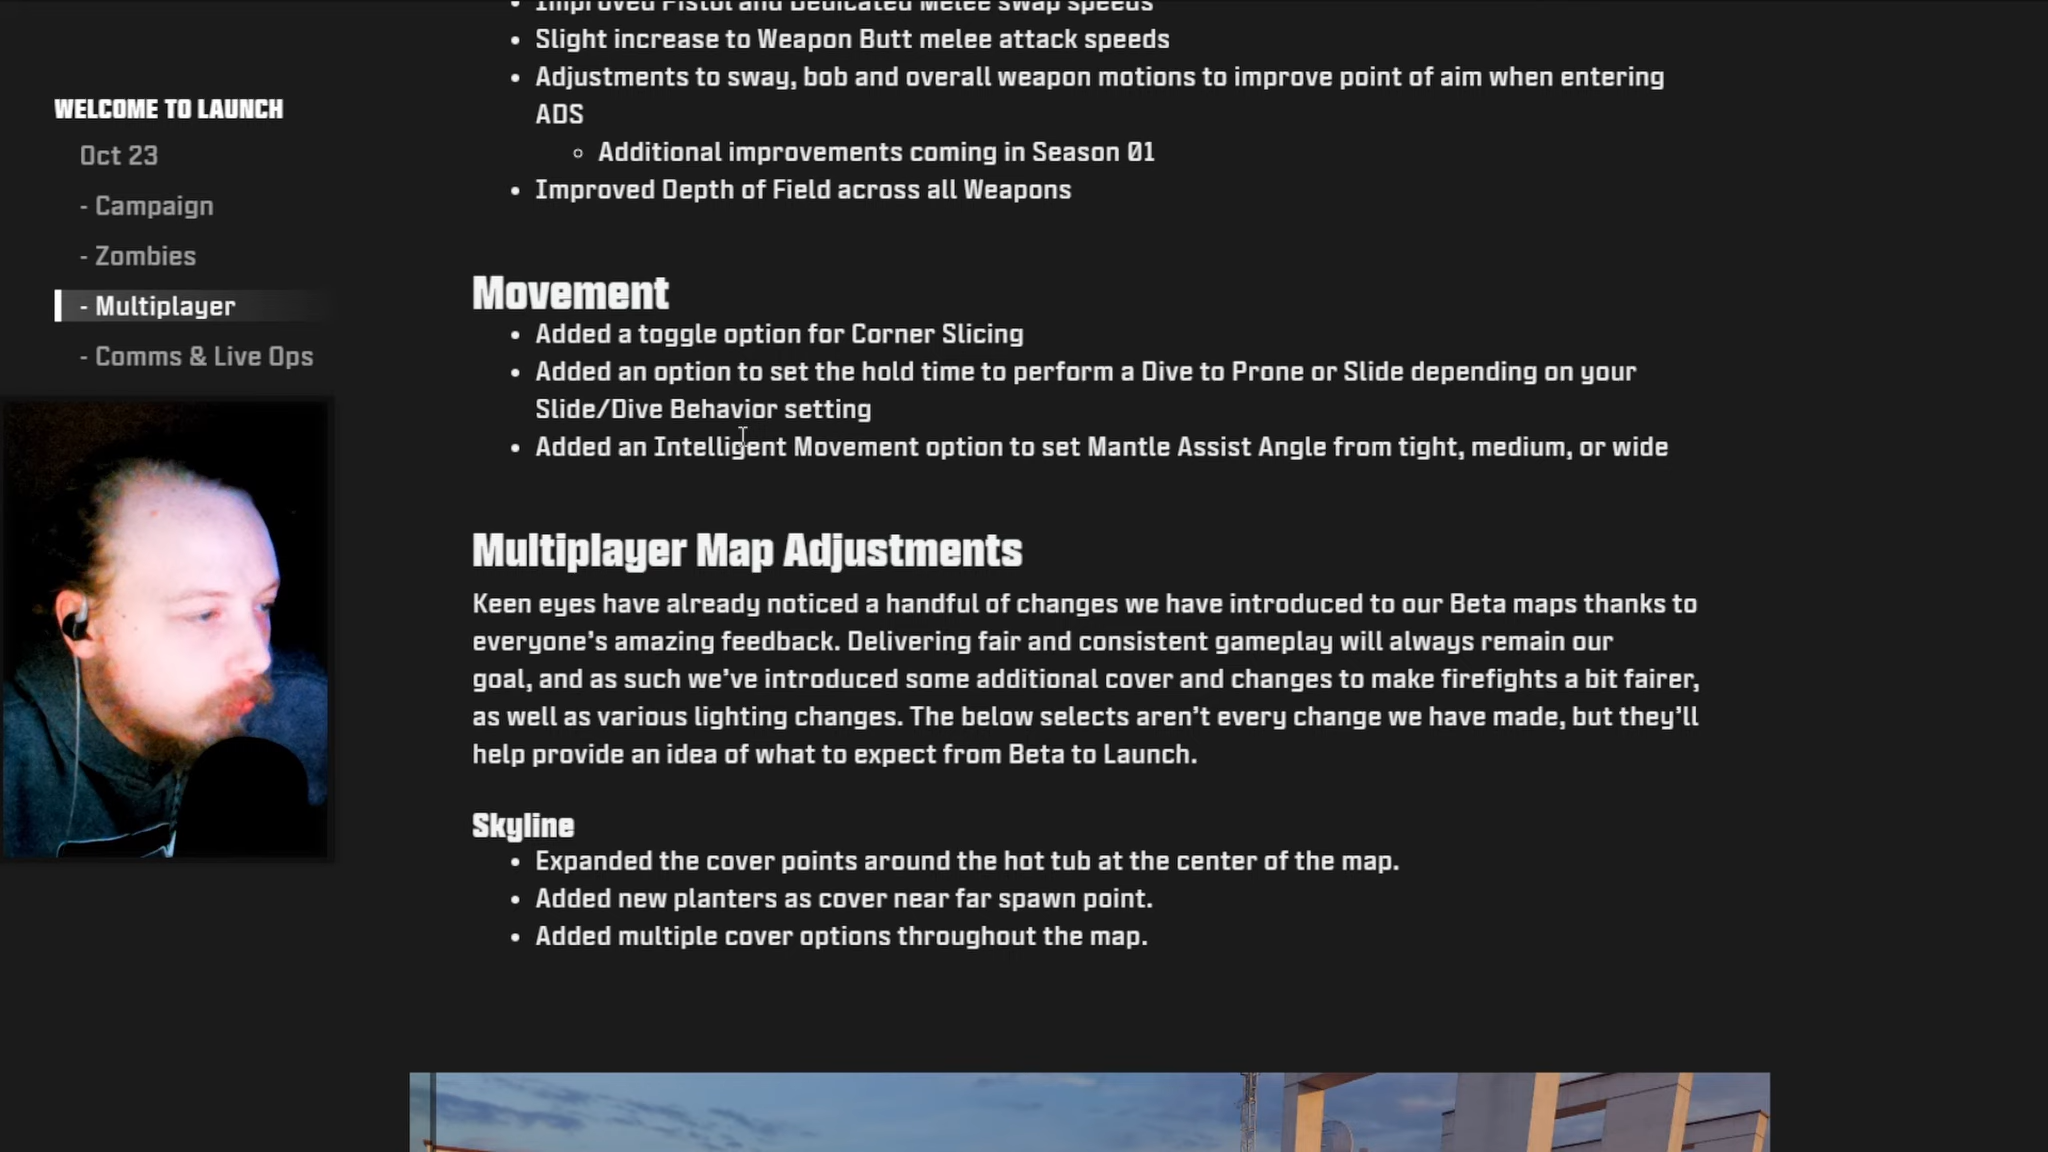 Improved Pistol and Dedicated Melee swap speeds
Slight increase to Weapon Butt melee attack speeds
Adjustments to sway, bob and overall weapon motions to improve point of aim when entering
ADS
Additional improvements coming in Season 01
Improved Depth of Field across all Weapons
WELCOME TO LAUNCH
Oct 23
- Campaign
- Zombies
- Multiplayer
- Comms & Live Ops
Movement
Added a toggle option for Corner Slicing
Added an option to set the hold time to perform a Dive to Prone or Slide depending on your
Slide/Dive Behavior setting
Added an Intelligent Movement option to set Mantle Assist Angle from tight, medium, or wide
Multiplayer Map Adjustments
Keen eyes have already noticed a handful of changes we have introduced to our Beta maps thanks to
everyone’s amazing feedback. Delivering fair and consistent gameplay will always remain our
goal, and as such we’ve introduced some additional cover and changes to make firefights a bit fairer,
as well as various lighting changes. The below selects aren’t every change we have made, but they’ll
help provide an idea of what to expect from Beta to Launch.
Skyline
Expanded the cover points around the hot tub at the center of the map.
Added new planters as cover near far spawn point.
Added multiple cover options throughout the map.